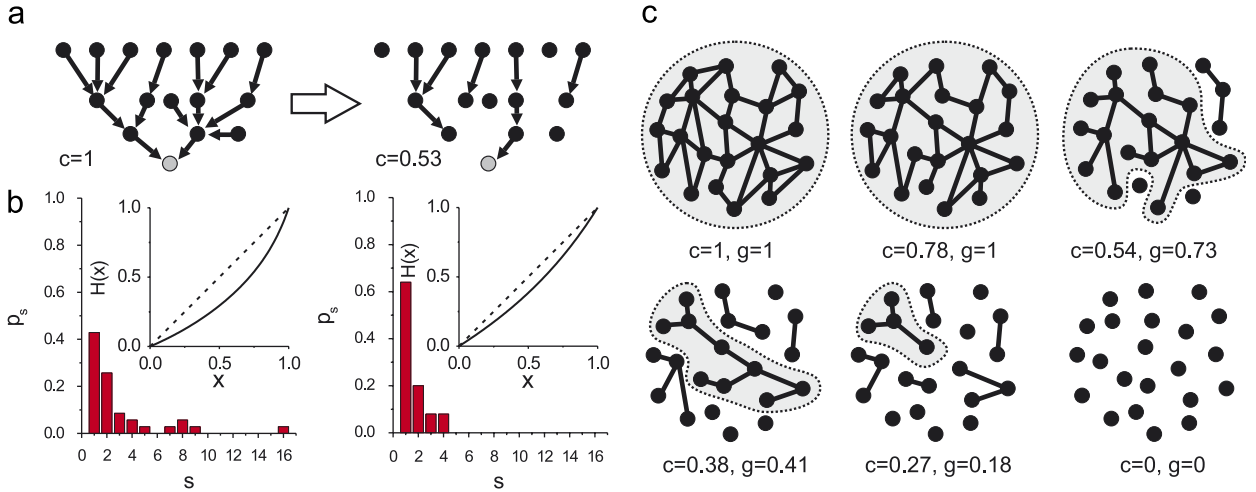 a
c=1
c=0.53
b
1.0
0.8
0.6
0.4
0.2
0.0
p_s
0 2 4 6 8 10 12 14 16
s
1.0
0.5
0.0
H(x)
0.0 0.5 1.0
x
1.0
0.8
0.6
0.4
0.2
0.0
p_s
0 2 4 6 8 10 12 14 16
s
1.0
0.5
0.0
H(x)
0.0 0.5 1.0
x
c
c=1, g=1
c=0.78, g=1
c=0.54, g=0.73
c=0.38, g=0.41
c=0.27, g=0.18
c=0, g=0